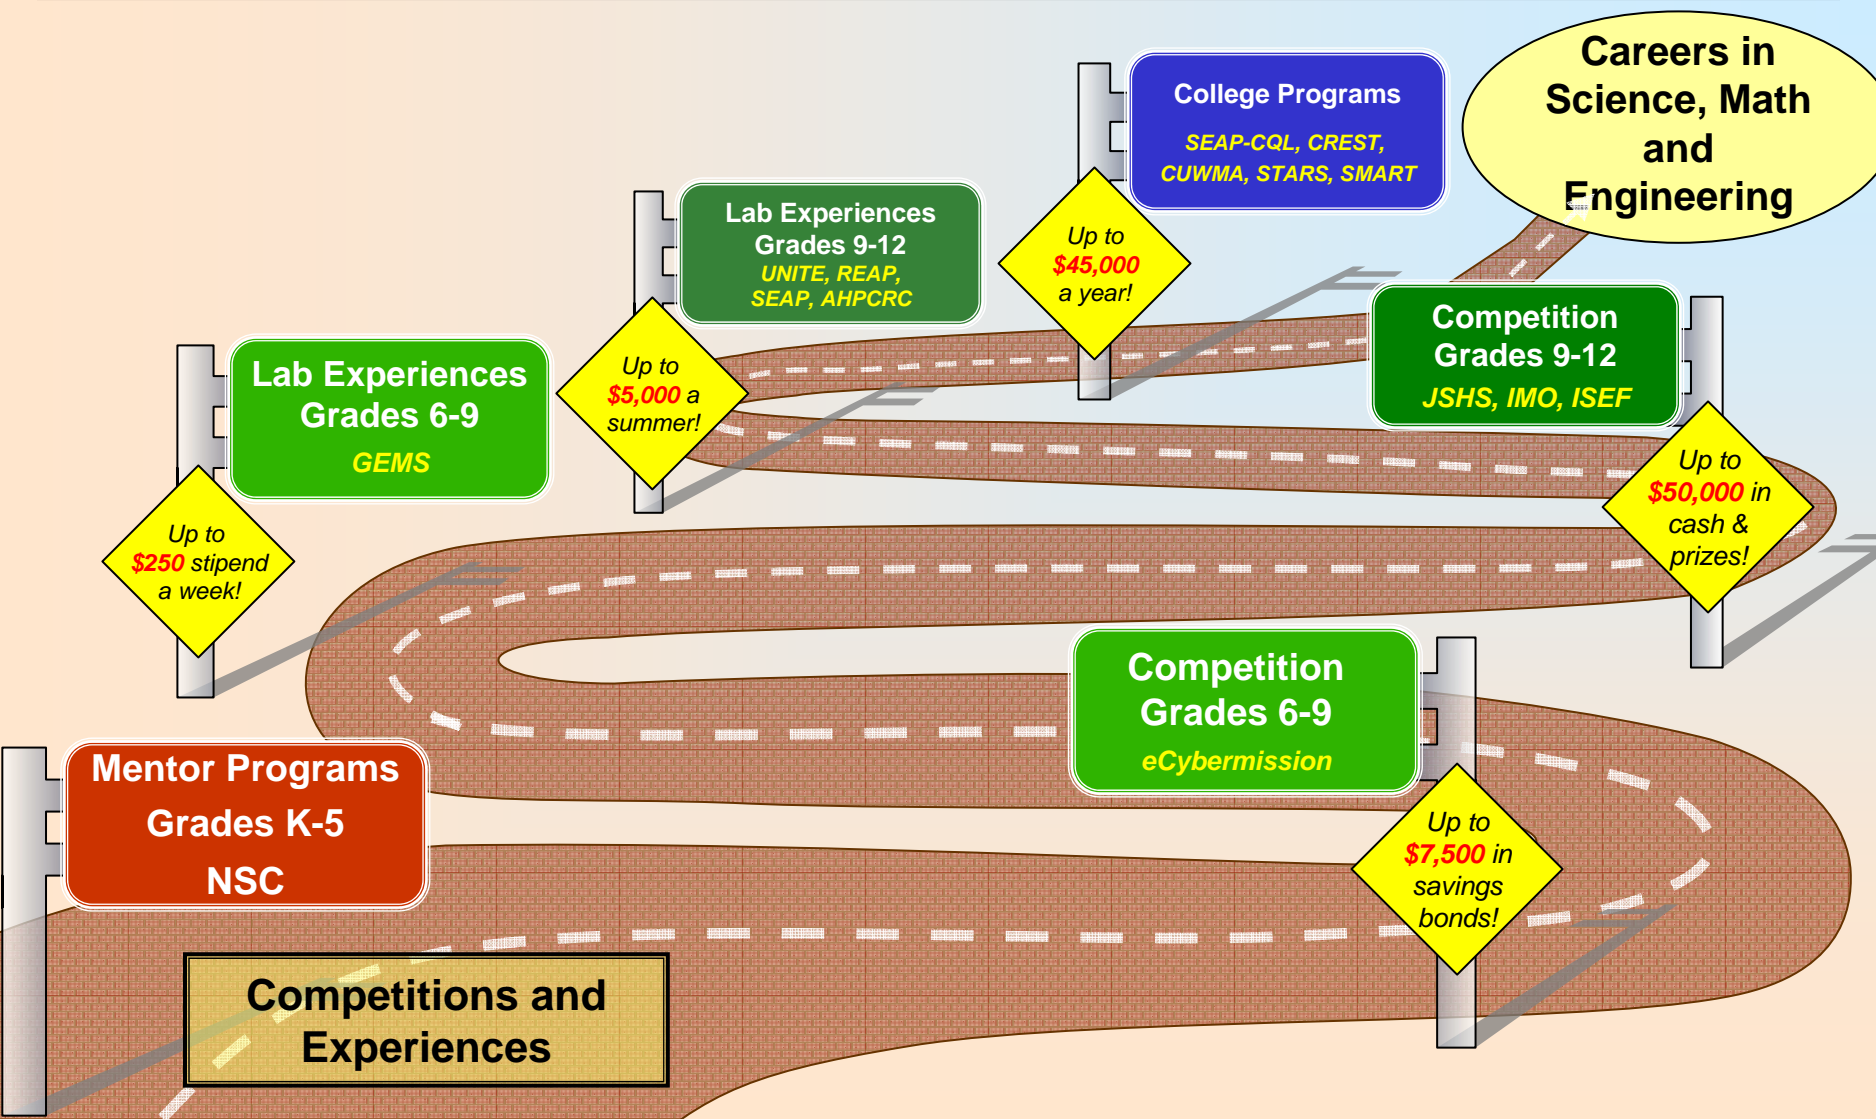 Careers in
Science, Math
and
Engineering
College Programs
SEAP-CQL, CREST,
CUWMA, STARS, SMART
Up to
$45,000
a year!
Lab Experiences
Grades 9-12
UNITE, REAP,
SEAP, AHPCRC
Up to
$5,000 a
summer!
Competition
Grades 9-12
JSHS, IMO, ISEF
Up to
$50,000 in
cash &
prizes!
Lab Experiences
Grades 6-9
GEMS
Up to
$250 stipend
a week!
Competition
Grades 6-9
eCybermission
Up to
$7,500 in
savings
bonds!
Mentor Programs
Grades K-5
NSC
Competitions and
Experiences